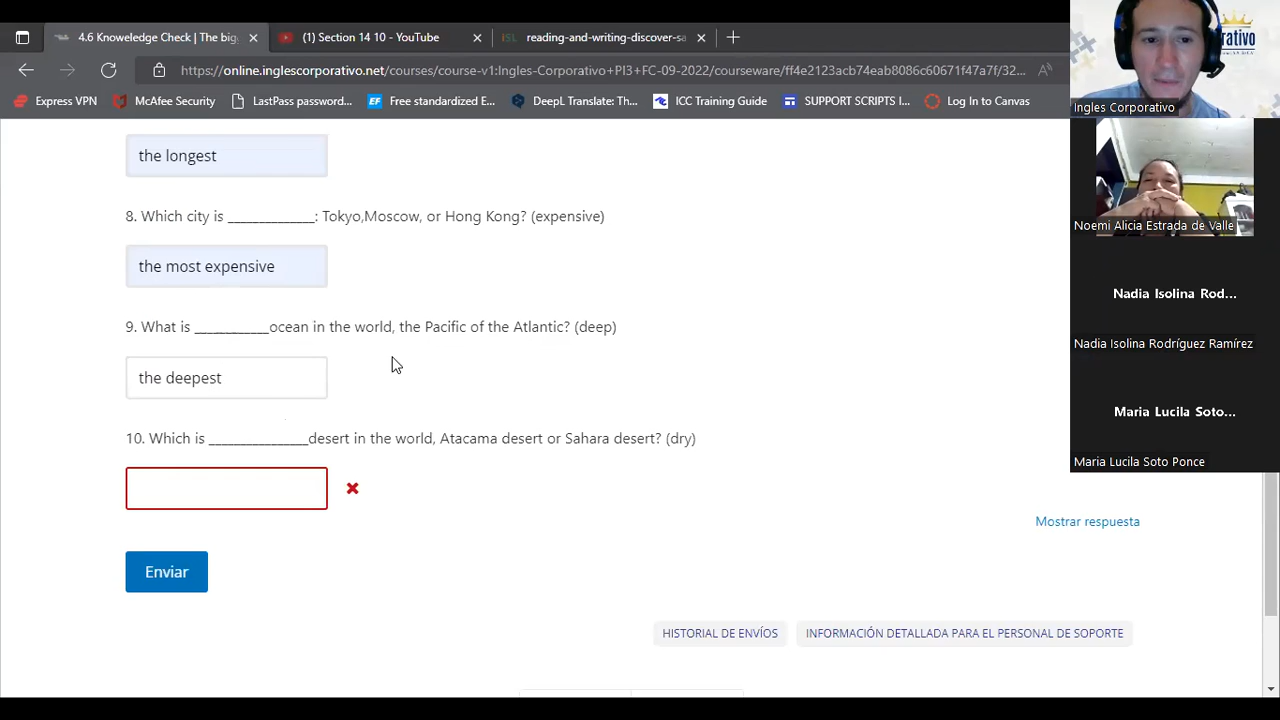 4.6 Knowledge Check | The big
(1) Section 14 10 - YouTube
reading-and-writing-discover-sa
https://online.inglescorporativo.net/courses/course-v1:Ingles-Corporativo+PI3+FC-09-2022/courseware/ff4e2123acb74eab8086c60671f47a7f/32...
Express VPN
McAfee Security
LastPass password...
EF Free standardized E...
DeepL Translate: Th...
ICC Training Guide
SUPPORT SCRIPTS I...
Log In to Canvas
the longest
8. Which city is _____________: Tokyo,Moscow, or Hong Kong? (expensive)
the most expensive
9. What is ___________ocean in the world, the Pacific of the Atlantic? (deep)
the deepest
10. Which is _______________desert in the world, Atacama desert or Sahara desert? (dry)
Mostrar respuesta
Enviar
HISTORIAL DE ENVÍOS
INFORMACIÓN DETALLADA PARA EL PERSONAL DE SOPORTE
Ingles Corporativo
Noemi Alicia Estrada de Valle
Nadia Isolina Rod...
Nadia Isolina Rodríguez Ramírez
Maria Lucila Soto...
Maria Lucila Soto Ponce